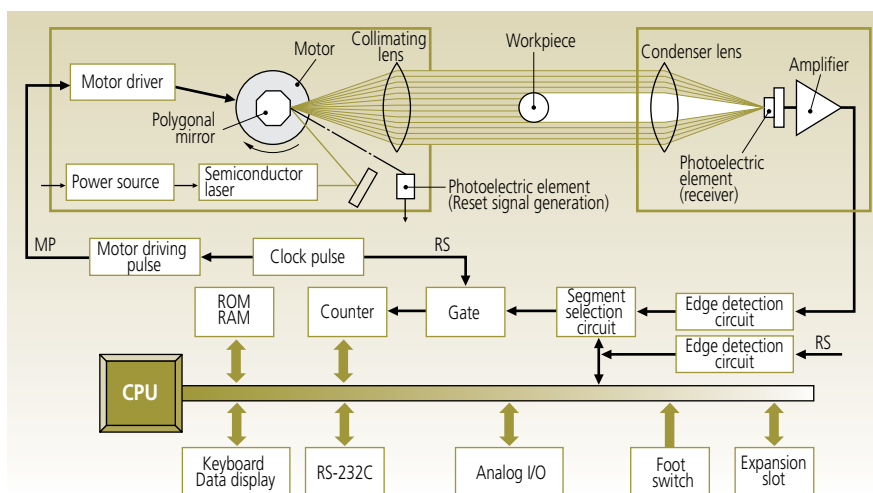 Motor
Collimating
lens
Workpiece
Condenser lens
Amplifier
Motor driver
Polygonal
mirror
Power source
Semiconductor
laser
Photoelectric element
(Reset signal generation)
Photoelectric
element
(receiver)
MP
Motor driving
pulse
Clock pulse
RS
ROM
RAM
Counter
Gate
Segment
selection
circuit
Edge detection
circuit
Edge detection
circuit
RS
CPU
Keyboard
Data display
RS-232C
Analog I/O
Foot
switch
Expansion
slot